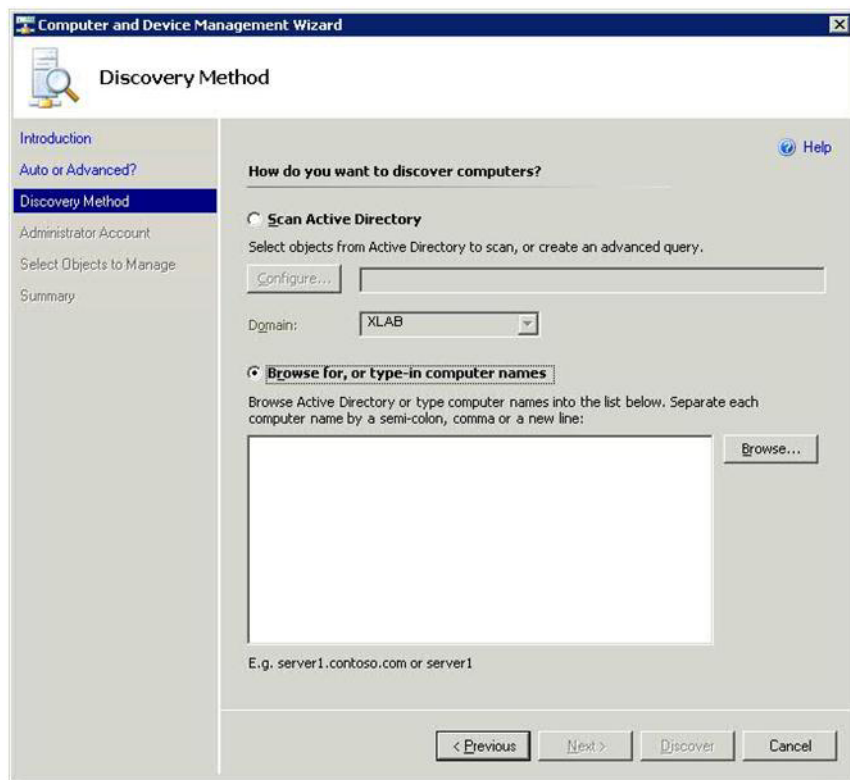 Computer and Device Management Wizard
Discovery Method
Introduction
Auto or Advanced?
Discovery Method
Administrator Account
Select Objects to Manage
Summary
Help
How do you want to discover computers?
Scan Active Directory
Select objects from Active Directory to scan, or create an advanced query.
Configure...
Domain: XLAB
Browse for, or type-in computer names
Browse Active Directory or type computer names into the list below. Separate each
computer name by a semi-colon, comma or a new line:
Browse...
E.g. server1.contoso.com or server1
< Previous Next > Discover Cancel